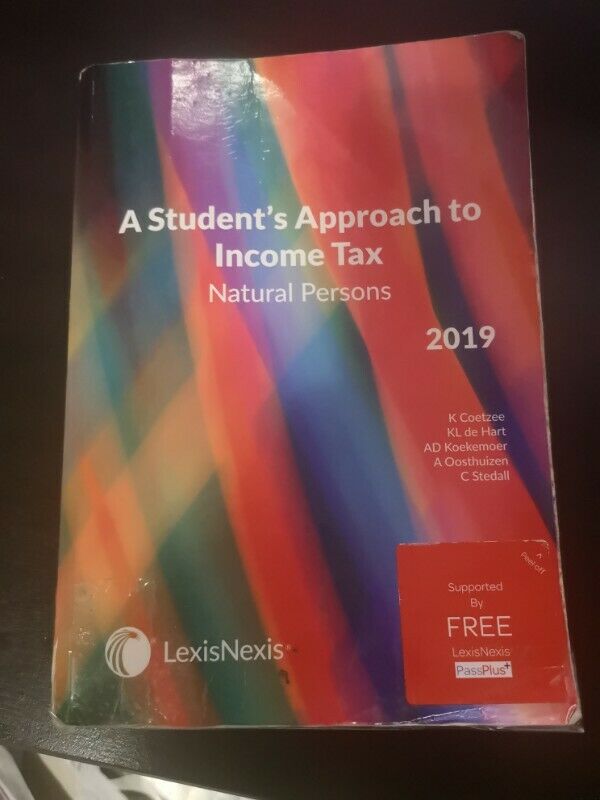 A Student's Approach to
Income Tax
Natural Persons
2019
K Coetzee
KL de Hart
AD Koekemoer
A Oosthuizen
C Stedall
Peel off
Supported
By
FREE
LexisNexis
PassPlus+
LexisNexis®